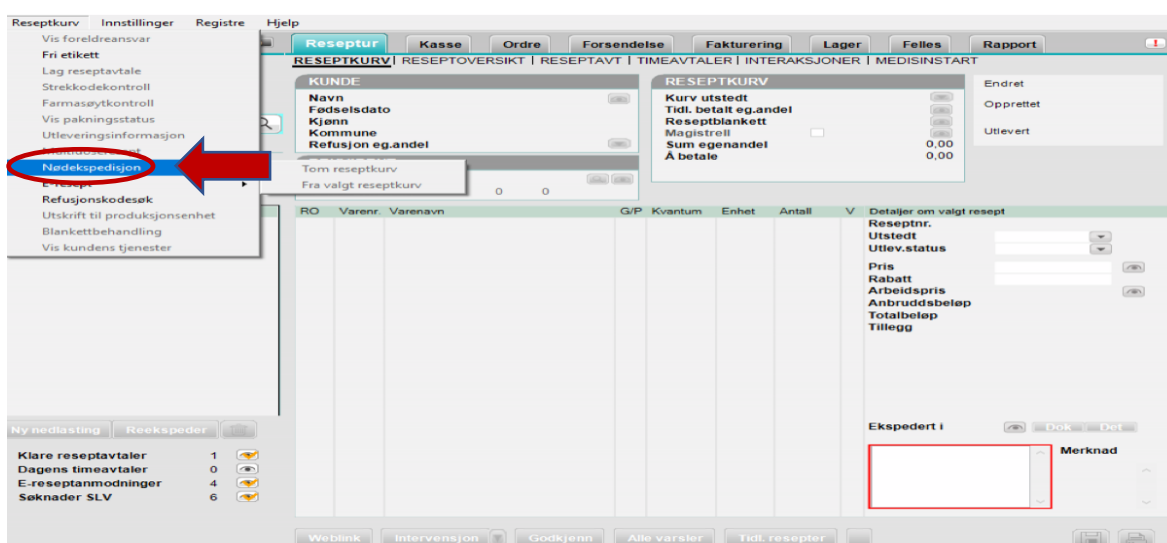 Reseptkurv Innstillinger Registre Hjelp
Vis foreldreansvar
Fri etikett
Lag reseptavtale
Strekkodekontroll
Farmasøytkontroll
Vis pakningsstatus
Utleveringsinformasjon
Nødekspedisjon
E-resept
Refusjonskodesøk
Utskrift til produksjonsenhet
Blankettbehandling
Vis kundens tjenester
Tom reseptkurv
Fra valgt reseptkurv
Reseptur Kasse Ordre Forsendelse Fakturering Lager Felles Rapport
RESEPTKURV | RESEPTOVERSIKT | RESEPTAVT | TIMEAVTALER | INTERAKSJONER | MEDISINSTART
KUNDE
Navn
Fødselsdato
Kjønn
Kommune
Refusjon eg.andel
0 0
RESEPTKURV
Kurv utstedt
Tidl. betalt eg.andel
Reseptblankett
Magistrell
Sum egenandel 0,00
Å betale 0,00
Endret
Opprettet
Utlevert
RO Varenr. Varenavn G/P Kvantum Enhet Antall V Detaljer om valgt resept
Reseptnr.
Utstedt
Utlev.status
Pris
Rabatt
Arbeidspris
Anbruddsbeløp
Totalbeløp
Tillegg
Ekspedert i Dok Def
Merknad
Ny nedlasting Reekspeder
Klare reseptavtaler 1
Dagens timeavtaler 0
E-reseptanmodninger 4
Søknader SLV 6
Weblink Intervensjon Godkjenn Alle varsler Tidl. resepter